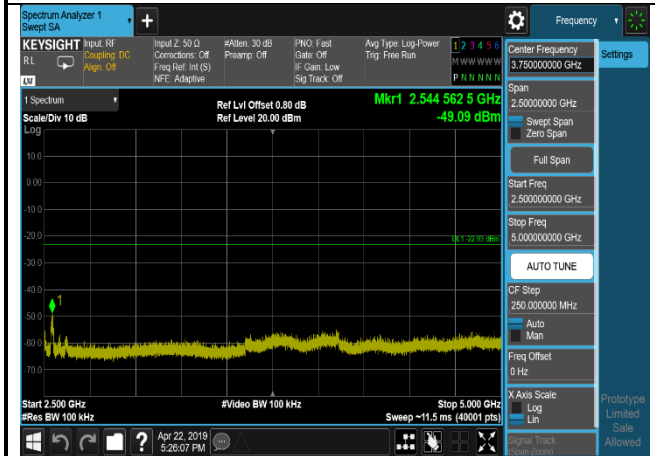 Spectrum Analyzer 1
Swept SA
+
Frequency
KEYSIGHT
RL
LXI
Input: RF
Coupling: DC
Align: Off
Input Z: 50 Ω
Corrections: Off
Freq Ref: Int (S)
NFE: Adaptive
#Atten: 30 dB
Preamp: Off
PNO: Fast
Gate: Off
IF Gain: Low
Sig Track: Off
Avg Type: Log-Power
Trig: Free Run
1 2 3 4 5 6
M W W W W W
P N N N N N
1 Spectrum
Scale/Div 10 dB
Log
Ref Lvl Offset 0.80 dB
Ref Level 20.00 dBm
Mkr1 2.544 562 5 GHz
-49.09 dBm
10.0
0.00
-10.0
-20.0
-30.0
-40.0
-50.0
-60.0
-70.0
DL1 -22.93 dBm
1
Start 2.500 GHz
#Res BW 100 kHz
#Video BW 100 kHz
Stop 5.000 GHz
Sweep ~11.5 ms (40001 pts)
Center Frequency
3.750000000 GHz
Settings
Span
2.50000000 GHz
Swept Span
Zero Span
Full Span
Start Freq
2.500000000 GHz
Stop Freq
5.000000000 GHz
AUTO TUNE
CF Step
250.000000 MHz
Auto
Man
Freq Offset
0 Hz
X Axis Scale
Log
Lin
Signal Track
(Span Zoom)
Prototype
Limited
Sale
Allowed
?
Apr 22, 2019
5:26:07 PM